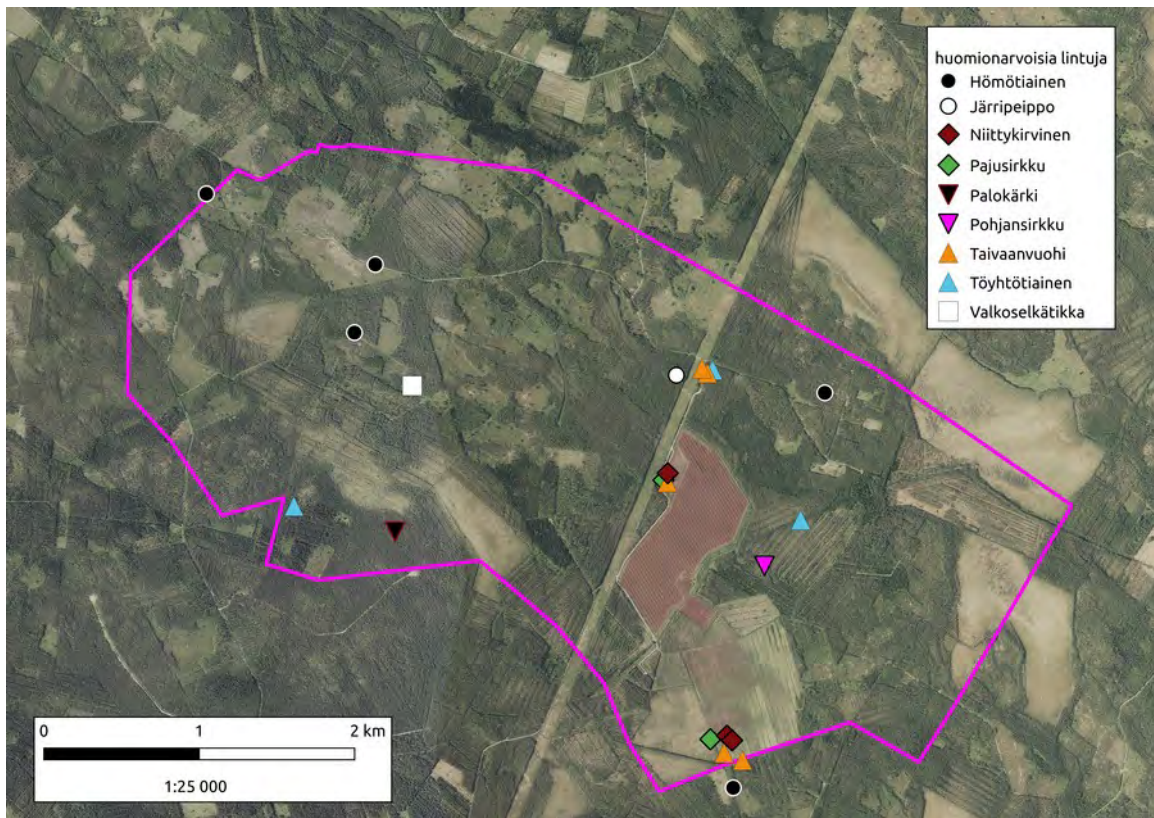 huomionarvoisia lintuja
Hömötiainen
Järripeippo
Niittykirvinen
Pajusirkku
Palokärki
Pohjansirkku
Taivaanvuohi
Töyhtötiainen
Valkoselkätikka
0 1 2 km
1:25 000